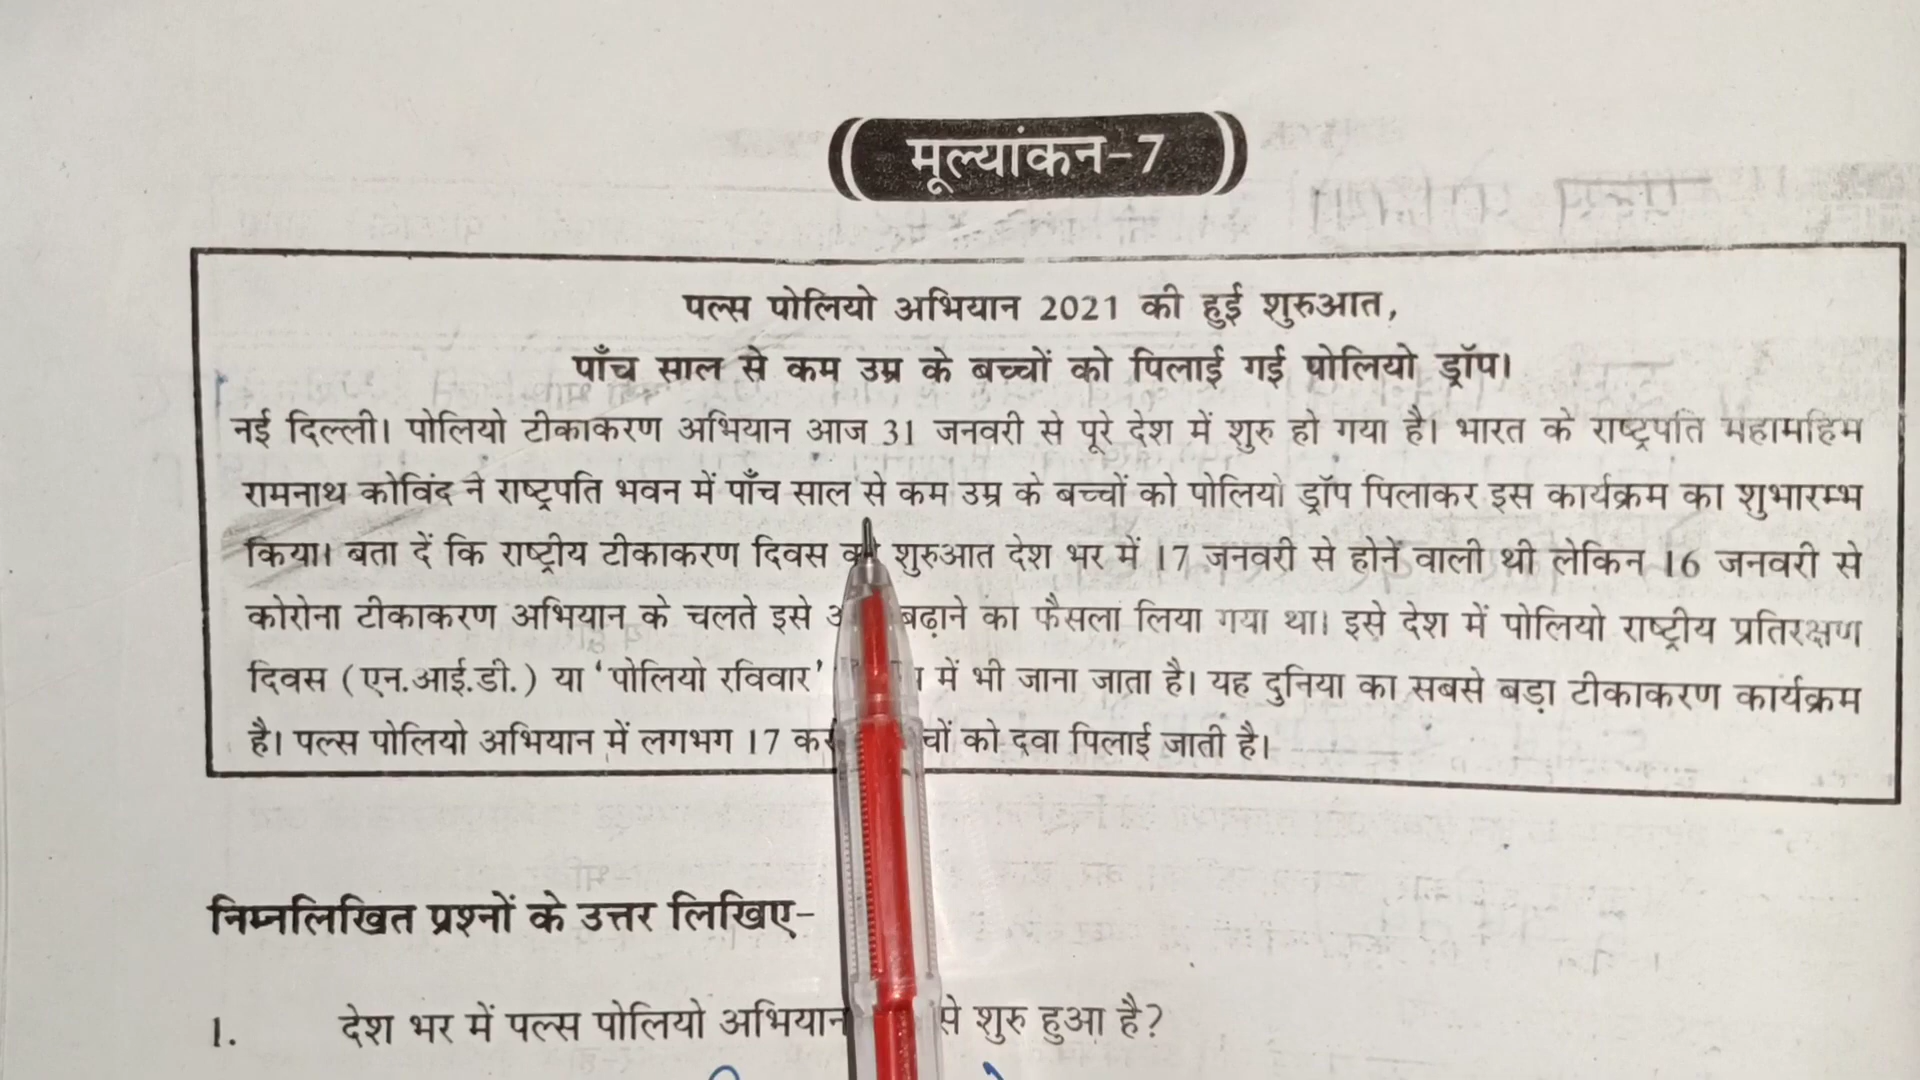 मूल्यांकन-7
पल्स पोलियो अभियान 2021 की हुई शुरुआत,
पाँच साल से कम उम्र के बच्चों को पिलाई गई पोलियो ड्रॉप।
नई दिल्ली। पोलियो टीकाकरण अभियान आज 31 जनवरी से पूरे देश में शुरु हो गया है। भारत के राष्ट्रपति महामहिम
रामनाथ कोविंद ने राष्ट्रपति भवन में पाँच साल से कम उम्र के बच्चों को पोलियो ड्रॉप पिलाकर इस कार्यक्रम का शुभारम्भ
किया। बता दें कि राष्ट्रीय टीकाकरण दिवस की शुरुआत देश भर में 17 जनवरी से होनें वाली थी लेकिन 16 जनवरी से
कोरोना टीकाकरण अभियान के चलते इसे बढ़ाने का फैसला लिया गया था। इसे देश में पोलियो राष्ट्रीय प्रतिरक्षण
दिवस (एन.आई.डी.) या 'पोलियो रविवार' में भी जाना जाता है। यह दुनिया का सबसे बड़ा टीकाकरण कार्यक्रम
है। पल्स पोलियो अभियान में लगभग 17 को दवा पिलाई जाती है।
निम्नलिखित प्रश्नों के उत्तर लिखिए-
1. देश भर में पल्स पोलियो अभियान से शुरु हुआ है?